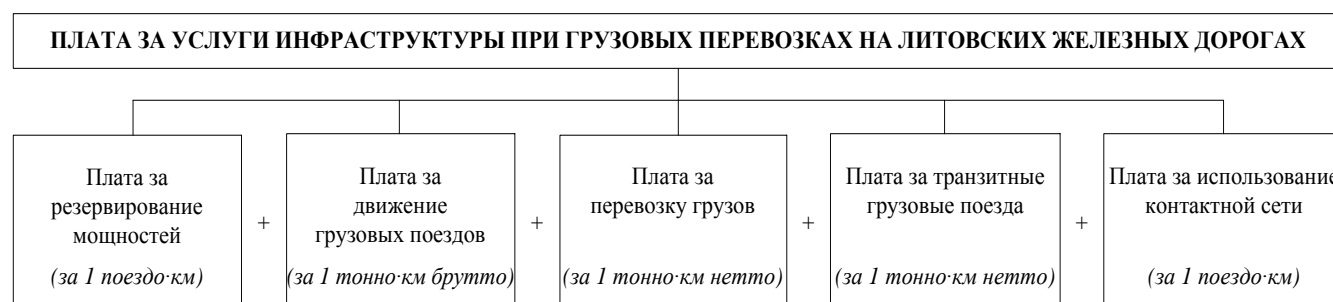 ПЛАТА ЗА УСЛУГИ ИНФРАСТРУКТУРЫ ПРИ ГРУЗОВЫХ ПЕРЕВОЗКАХ НА ЛИТОВСКИХ ЖЕЛЕЗНЫХ ДОРОГАХ
Плата за
резервирование
мощностей
(за 1 поездо·км)
+
Плата за
движение
грузовых поездов
(за 1 тонно·км брутто)
+
Плата за
перевозку грузов
(за 1 тонно·км нетто)
+
Плата за транзитные
грузовые поезда
(за 1 тонно·км нетто)
+
Плата за использование
контактной сети
(за 1 поездо·км)